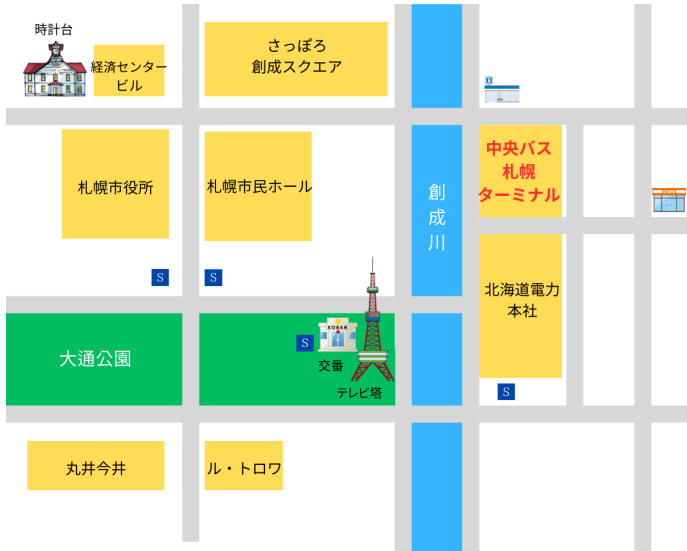 時計台
経済センター
ビル
さっぽろ
創成スクエア
札幌市役所
札幌市民ホール
創
成
川
中央バス
札幌
ターミナル
北海道電力
本社
S
S
S
KOBAN
交番
テレビ塔
大通公園
S
丸井今井
ル・トロワ